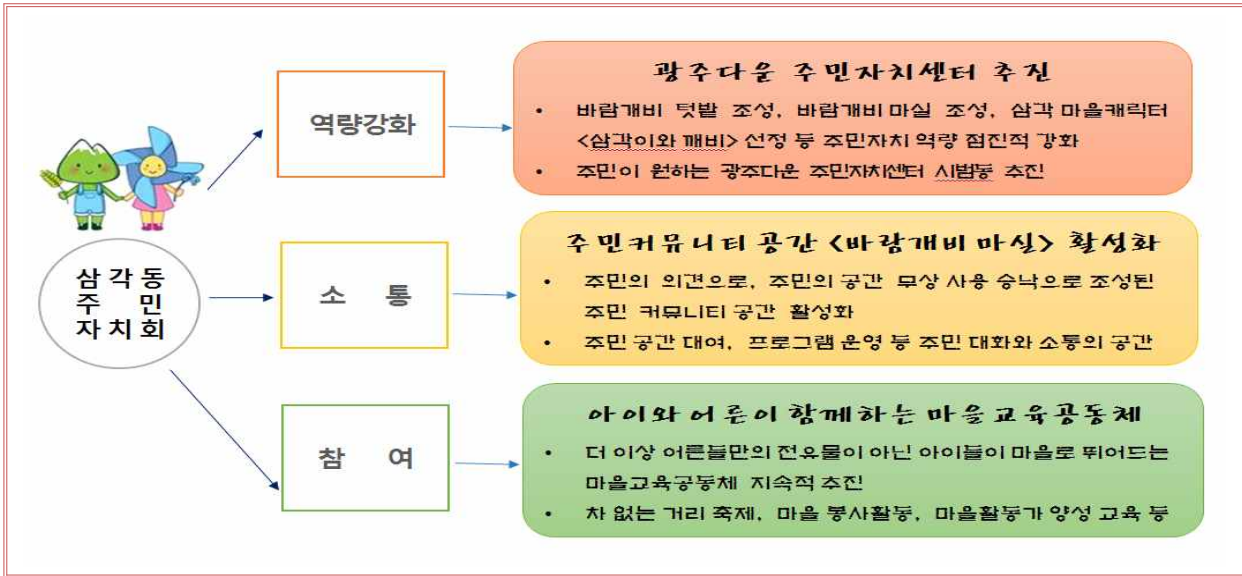 삼각동
주 민
자치회
역량강화
광주다운 주민자치센터 추진
• 바람개비 텃밭 조성, 바람개비 마실 조성, 삼각 마을캐릭터
<삼각이와 깨비> 선정 등 주민자치 역량 점진적 강화
• 주민이 원하는 광주다운 주민자치센터 시범동 추진
소 통
주민커뮤니티 공간 <바람개비 마실> 활성화
• 주민의 의견으로, 주민의 공간 무상 사용 승낙으로 조성된
주민 커뮤니티 공간 활성화
• 주민 공간 대여, 프로그램 운영 등 주민 대화와 소통의 공간
참 여
아이와 어른이 함께하는 마을교육공동체
• 더 이상 어른들만의 전유물이 아닌 아이들이 마을로 뛰어드는
마을교육공동체 지속적 추진
• 차 없는 거리 축제, 마을 봉사활동, 마을활동가 양성 교육 등